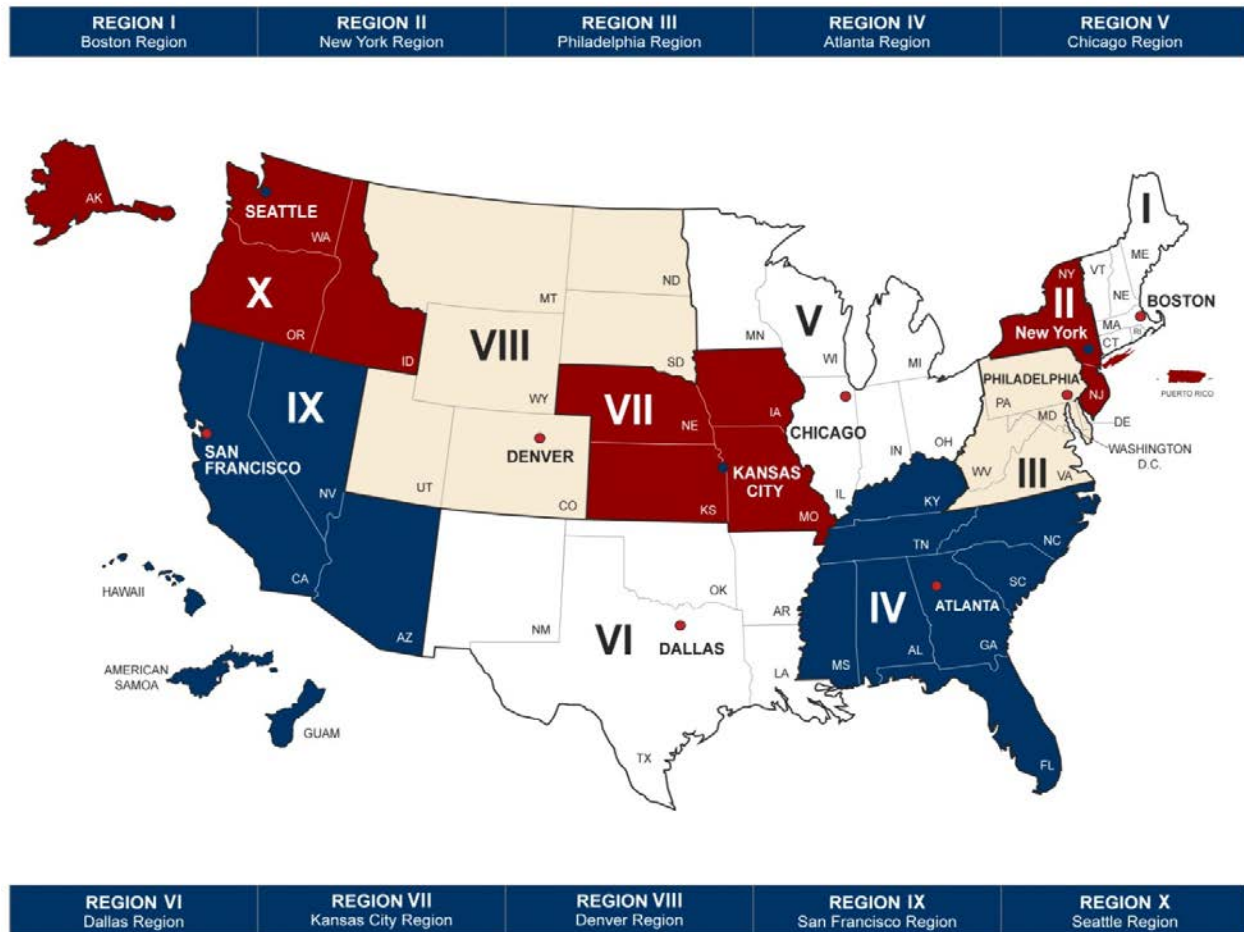 REGION I
Boston Region
REGION II
New York Region
REGION III
Philadelphia Region
REGION IV
Atlanta Region
REGION V
Chicago Region
AK
SEATTLE
WA
X
OR
ID
MT
ND
VIII
SD
WY
MN
V
WI
MI
I
ME
VT
NE
NY
II
New York
BOSTON
MA
RI
CT
PUERTO RICO
PHILADELPHIA
PA
NJ
MD
DE
WASHINGTON
D.C.
WV
III
VA
IX
SAN
FRANCISCO
NV
CA
UT
DENVER
CO
VII
NE
IA
KS
KANSAS
CITY
MO
CHICAGO
IL
IN
OH
KY
TN
NC
SC
IV
ATLANTA
MS
AL
GA
FL
HAWAII
AMERICAN
SAMOA
GUAM
AZ
NM
OK
AR
VI
DALLAS
LA
TX
REGION VI
Dallas Region
REGION VII
Kansas City Region
REGION VIII
Denver Region
REGION IX
San Francisco Region
REGION X
Seattle Region